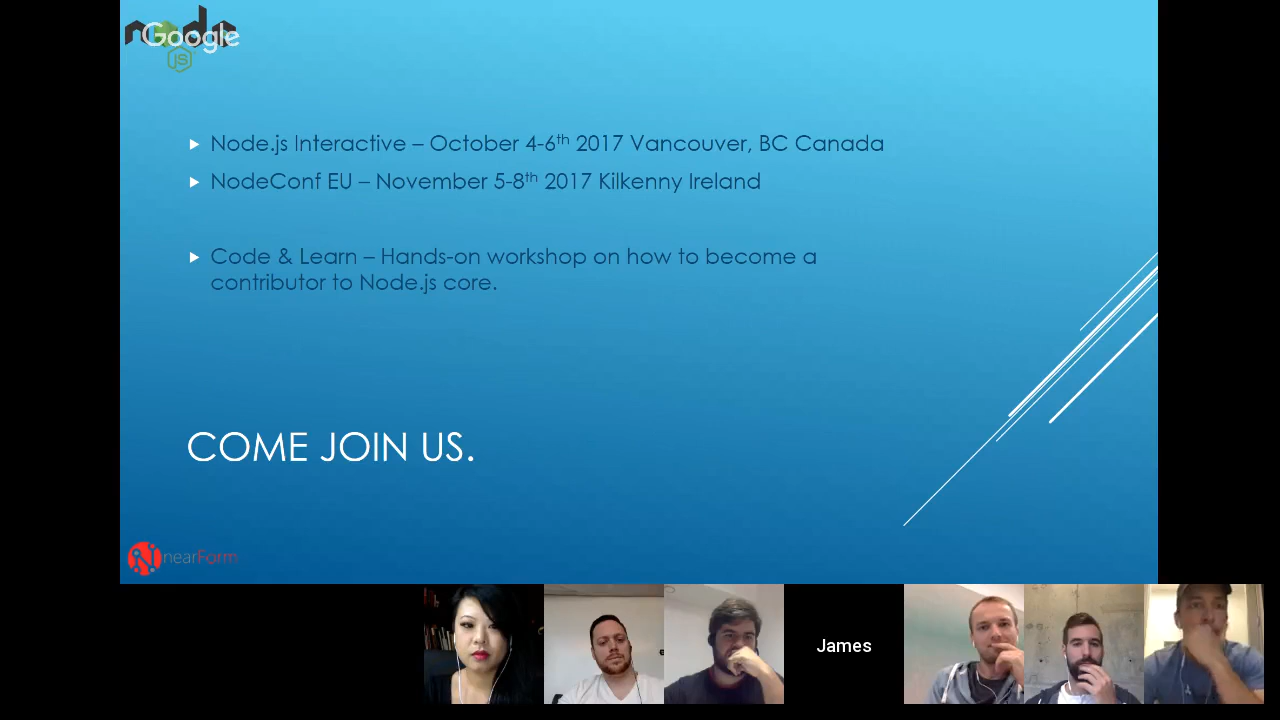 node
Google
JS
Node.js Interactive – October 4-6th 2017 Vancouver, BC Canada
NodeConf EU – November 5-8th 2017 Kilkenny Ireland
Code & Learn – Hands-on workshop on how to become a
contributor to Node.js core.
COME JOIN US.
nearForm
James